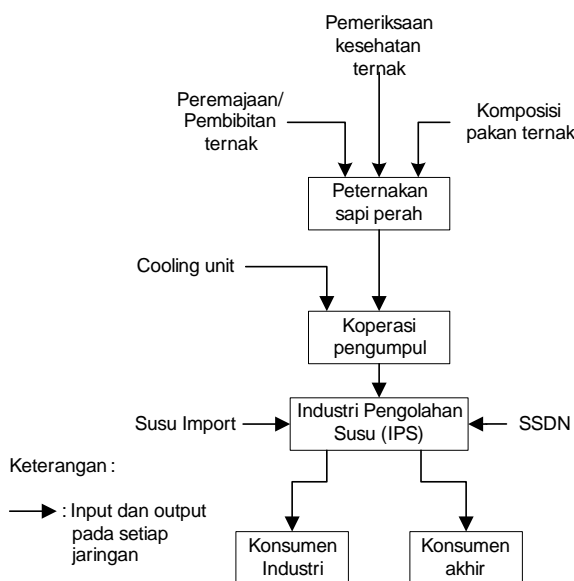 Pemeriksaan
kesehatan
ternak
Peremajaan/
Pembibitan
ternak
Komposisi
pakan ternak
Peternakan
sapi perah
Cooling unit
Koperasi
pengumpul
Susu Import
Industri Pengolahan
Susu (IPS)
SSDN
Keterangan :
: Input dan output
pada setiap
jaringan
Konsumen
Industri
Konsumen
akhir